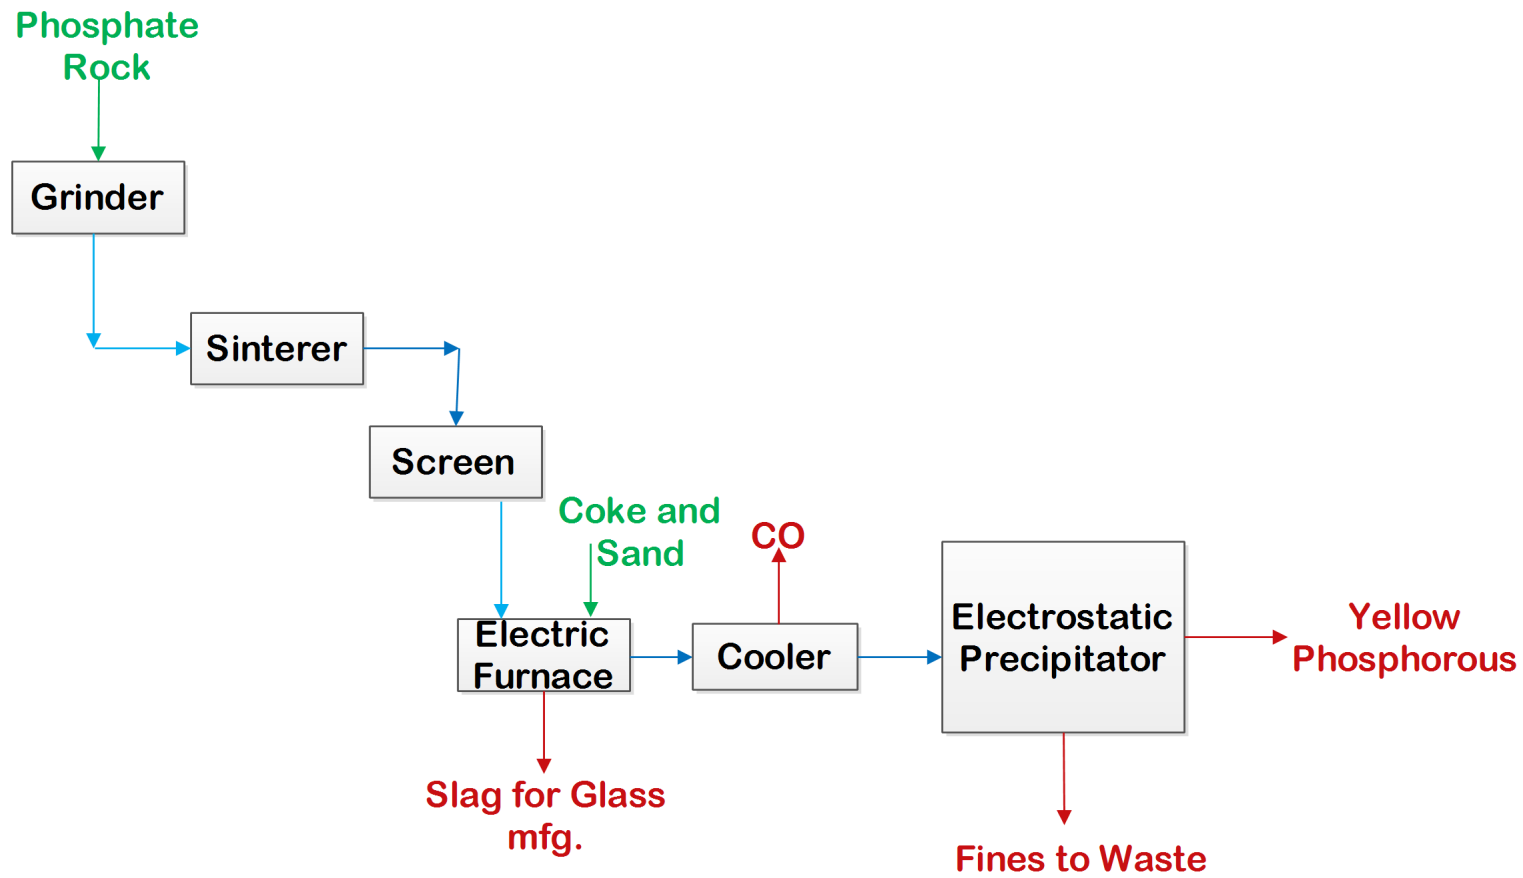 Phosphate
Rock
Grinder
Sinterer
Screen
Coke and
Sand
CO
Electric
Furnace
Cooler
Electrostatic
Precipitator
Yellow
Phosphorous
Slag for Glass
mfg.
Fines to Waste